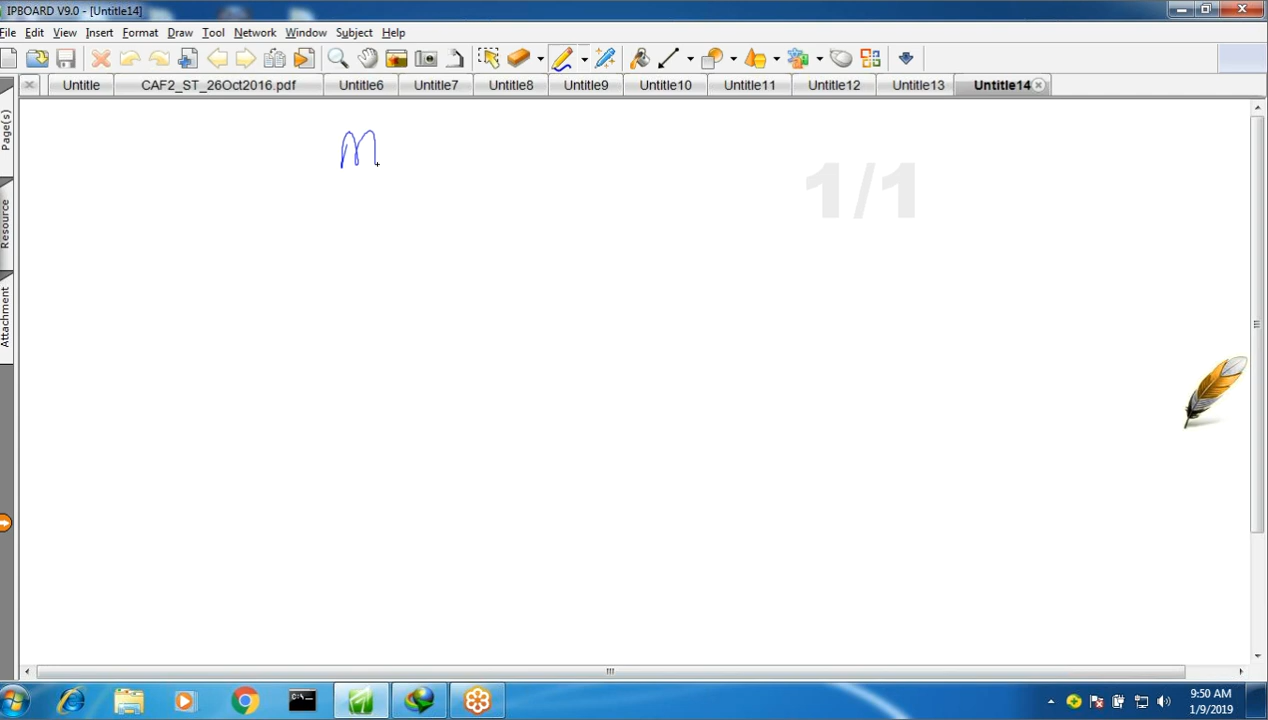 IPBOARD V9.0 - [Untitle14]
File Edit View Insert Format Draw Tool Network Window Subject Help
Untitle CAF2_ST_26Oct2016.pdf Untitle6 Untitle7 Untitle8 Untitle9 Untitle10 Untitle11 Untitle12 Untitle13 Untitle14
Page(s)
Resource
Attachment
M
1/1
9:50 AM
1/9/2019